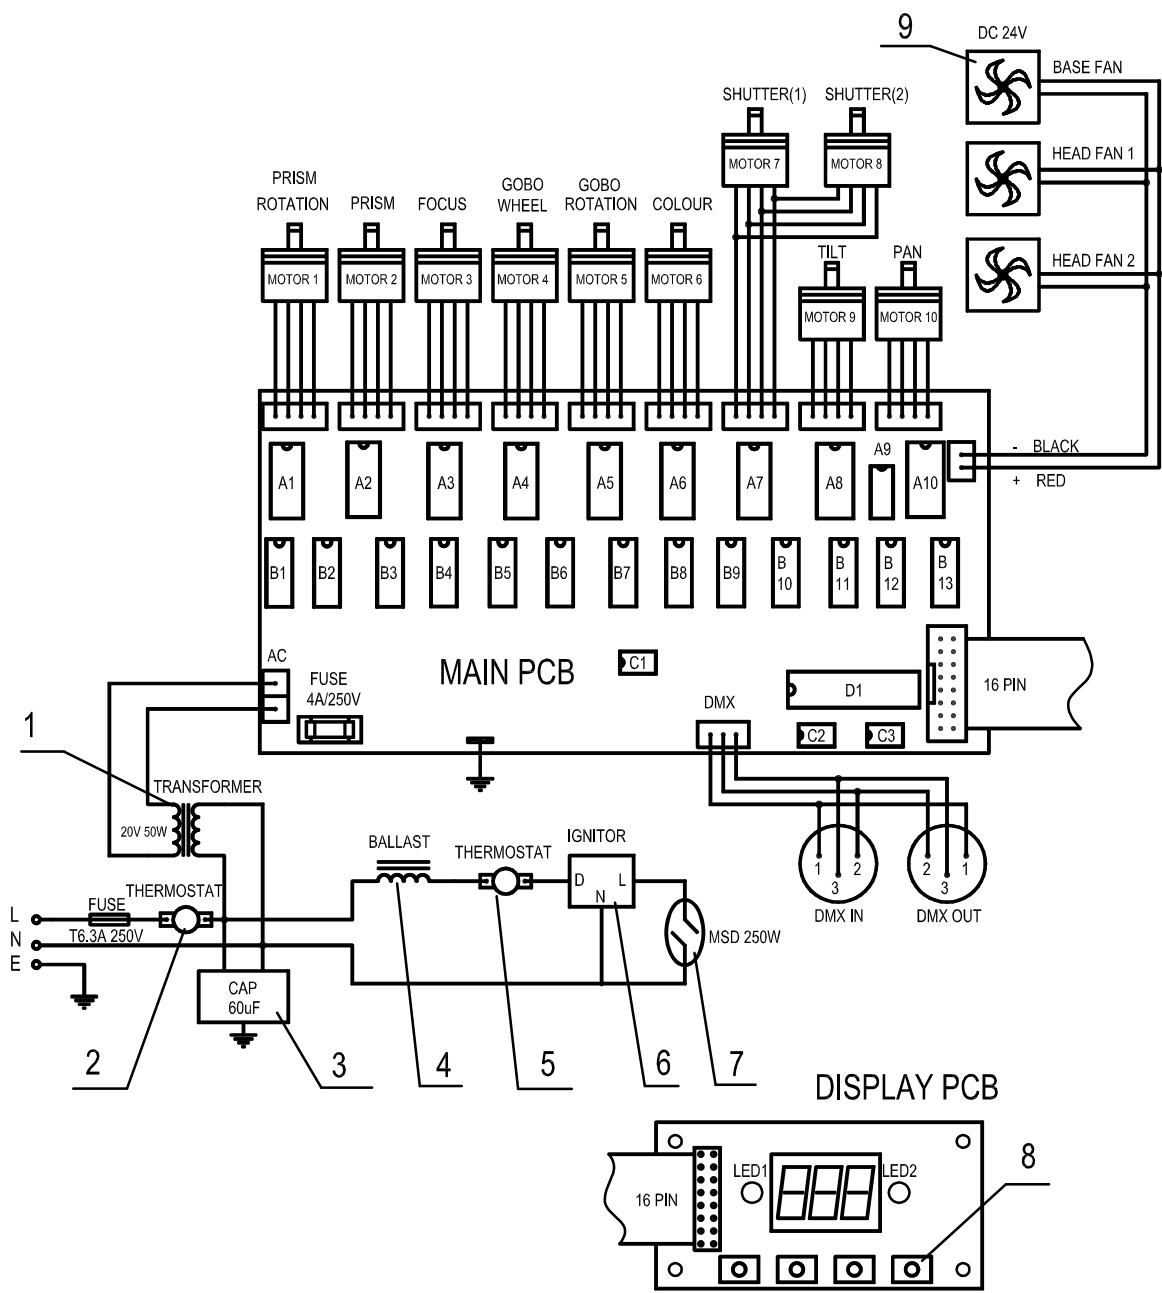 9
DC 24V
BASE FAN
SHUTTER(1)
SHUTTER(2)
MOTOR 7
MOTOR 8
HEAD FAN 1
PRISM
ROTATION
PRISM
FOCUS
GOBO
WHEEL
GOBO
ROTATION
COLOUR
TILT
PAN
HEAD FAN 2
MOTOR 1
MOTOR 2
MOTOR 3
MOTOR 4
MOTOR 5
MOTOR 6
MOTOR 9
MOTOR 10
- BLACK
+ RED
A1
A2
A3
A4
A5
A6
A7
A8
A9
A10
B1
B2
B3
B4
B5
B6
B7
B8
B9
B
10
B
11
B
12
B
13
AC
FUSE
4A/250V
MAIN PCB
C1
D1
16 PIN
DMX
C2
C3
1
TRANSFORMER
20V 50W
BALLAST
THERMOSTAT
IGNITOR
D
L
N
1
2
3
DMX IN
2
1
3
DMX OUT
THERMOSTAT
L
FUSE
T6.3A 250V
N
E
MSD 250W
CAP
60uF
2
3
4
5
6
7
DISPLAY PCB
16 PIN
LED1
LED2
8